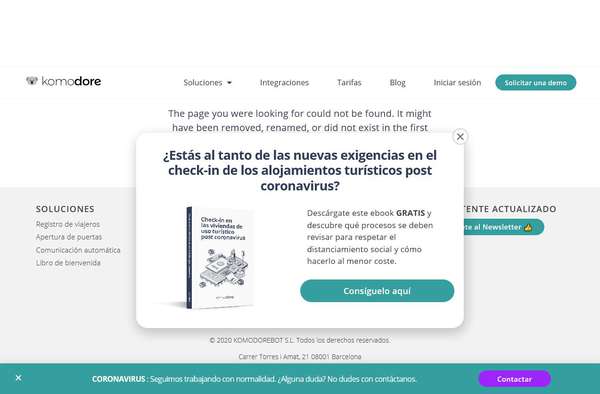 komodore
Soluciones
Integraciones
Tarifas
Blog
Iniciar sesión
Solicitar una demo
The page you were looking for could not be found. It might
have been removed, renamed, or did not exist in the first
¿Estás al tanto de las nuevas exigencias en el
check-in de los alojamientos turísticos post
coronavirus?
Check-in en
las viviendas de
uso turístico
post coronavirus
komodore
Descárgate este ebook GRATIS y
descubre qué procesos se deben
revisar para respetar el
distanciamiento social y cómo
hacerlo al menor coste.
Consíguelo aquí
SOLUCIONES
Registro de viajeros
Apertura de puertas
Comunicación automática
Libro de bienvenida
TENTE ACTUALIZADO
te al Newsletter 👍
© 2020 KOMODOREBOT S.L. Todos los derechos reservados.
Carrer Torres i Amat, 21 08001 Barcelona
CORONAVIRUS : Seguimos trabajando con normalidad. ¿Alguna duda? No dudes con contáctanos.
Contactar